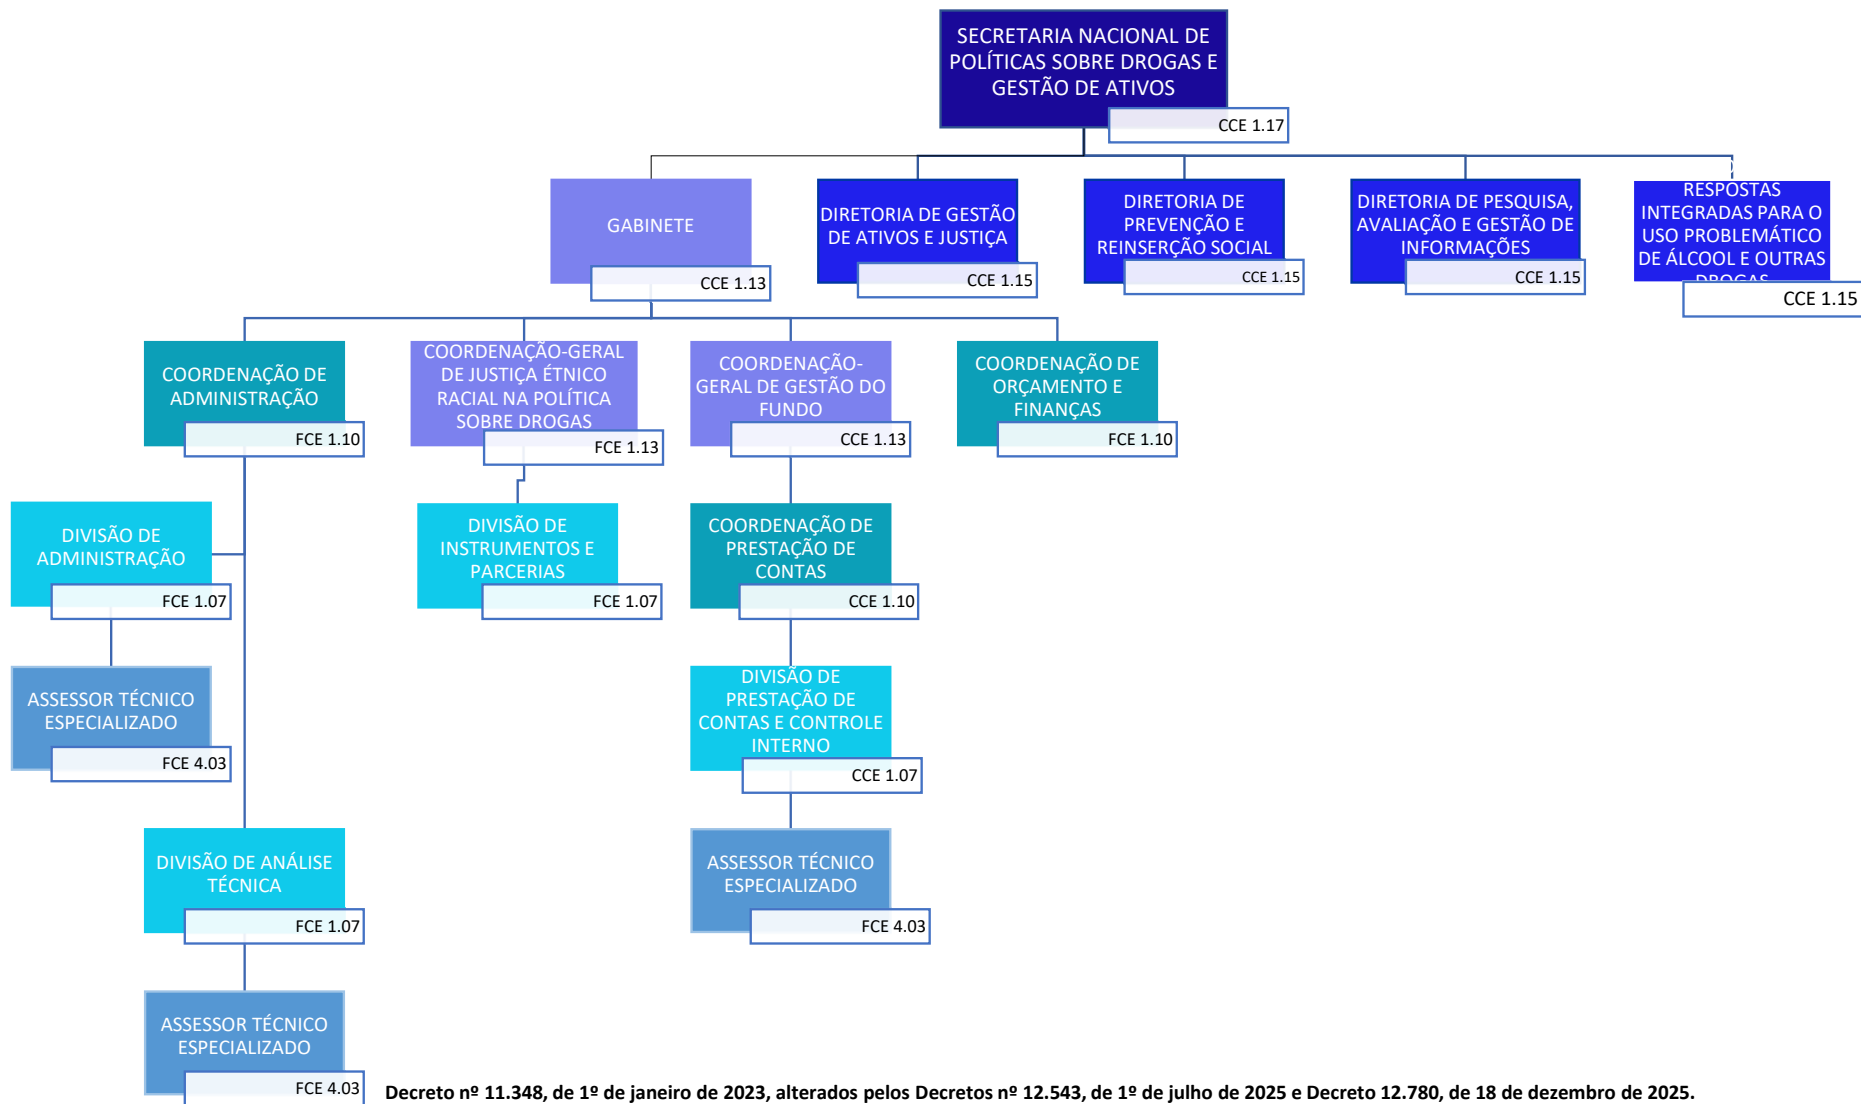 SECRETARIA NACIONAL DE
POLÍTICAS SOBRE DROGAS E
GESTÃO DE ATIVOS
CCE 1.17
GABINETE
CCE 1.13
DIRETORIA DE GESTÃO
DE ATIVOS E JUSTIÇA
CCE 1.15
DIRETORIA DE
PREVENÇÃO E
REINSERÇÃO SOCIAL
CCE 1.15
DIRETORIA DE PESQUISA,
AVALIAÇÃO E GESTÃO DE
INFORMAÇÕES
CCE 1.15
RESPOSTAS
INTEGRADAS PARA O
USO PROBLEMÁTICO
DE ÁLCOOL E OUTRAS
DROGAS
CCE 1.15
COORDENAÇÃO DE
ADMINISTRAÇÃO
FCE 1.10
COORDENAÇÃO-GERAL
DE JUSTIÇA ÉTNICO
RACIAL NA POLÍTICA
SOBRE DROGAS
FCE 1.13
COORDENAÇÃO-
GERAL DE GESTÃO DO
FUNDO
CCE 1.13
COORDENAÇÃO DE
ORÇAMENTO E
FINANÇAS
FCE 1.10
DIVISÃO DE
ADMINISTRAÇÃO
FCE 1.07
DIVISÃO DE
INSTRUMENTOS E
PARCERIAS
FCE 1.07
COORDENAÇÃO DE
PRESTAÇÃO DE
CONTAS
CCE 1.10
ASSESSOR TÉCNICO
ESPECIALIZADO
FCE 4.03
DIVISÃO DE
PRESTAÇÃO DE
CONTAS E CONTROLE
INTERNO
CCE 1.07
DIVISÃO DE ANÁLISE
TÉCNICA
FCE 1.07
ASSESSOR TÉCNICO
ESPECIALIZADO
FCE 4.03
ASSESSOR TÉCNICO
ESPECIALIZADO
FCE 4.03
Decreto nº 11.348, de 1º de janeiro de 2023, alterados pelos Decretos nº 12.543, de 1º de julho de 2025 e Decreto 12.780, de 18 de dezembro de 2025.